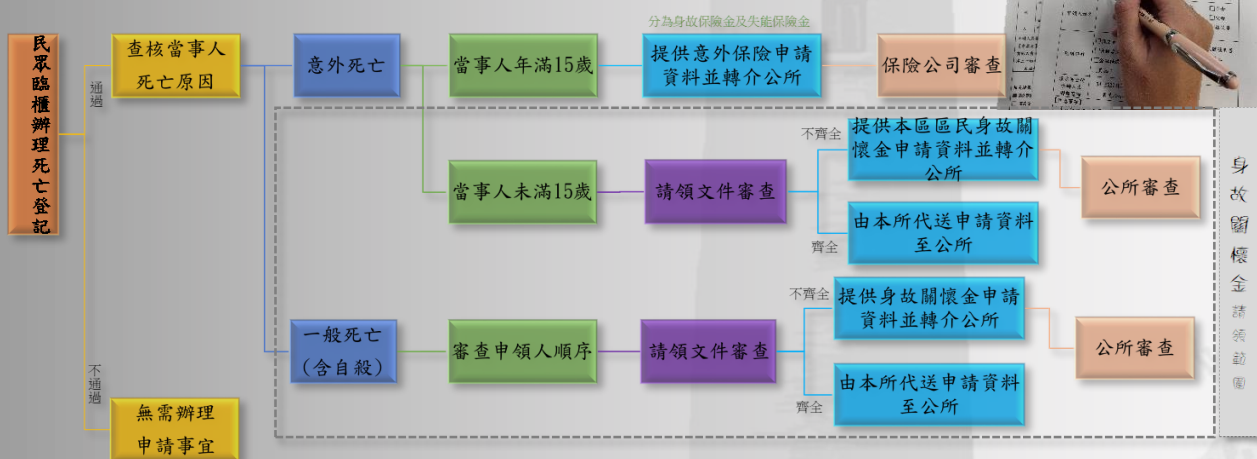 民眾臨櫃辦理死亡登記
通過
不通過
查核當事人
死亡原因
無需辦理
申請事宜
意外死亡
一般死亡
(含自殺)
當事人年滿15歲
當事人未滿15歲
審查申領人順序
分為身故保險金及失能保險金
提供意外保險申請
資料並轉介公所
保險公司審查
請領文件審查
不齊全
提供本區區民身故關
懷金申請資料並轉介
公所
齊全
由本所代送申請資料
至公所
公所審查
請領文件審查
不齊全
提供身故關懷金申請
資料並轉介公所
齊全
由本所代送申請資料
至公所
公所審查
身故關懷金請領範圍